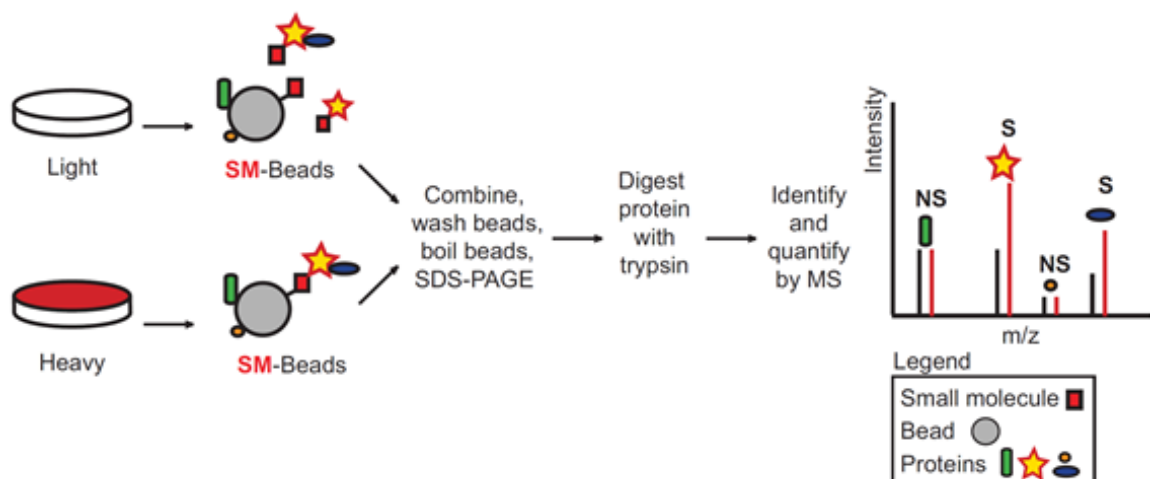 Light
SM-Beads
Heavy
SM-Beads
Combine,
wash beads,
boil beads,
SDS-PAGE
Digest
protein
with
trypsin
Identify
and
quantify
by MS
Intensity
NS
S
NS
S
m/z
Legend
Small molecule
Bead
Proteins